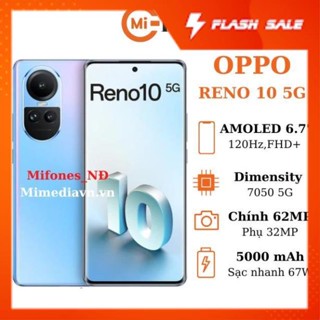 Mi
FLASH SALE
OPPO
RENO 10 5G
Reno10 5G
10
Mifones_ND
Mimediavn.vn
AMOLED 6.7"
120Hz,FHD+
Dimensity
7050 5G
Chính 62MP
Phụ 32MP
5000 mAh
Sạc nhanh 67W